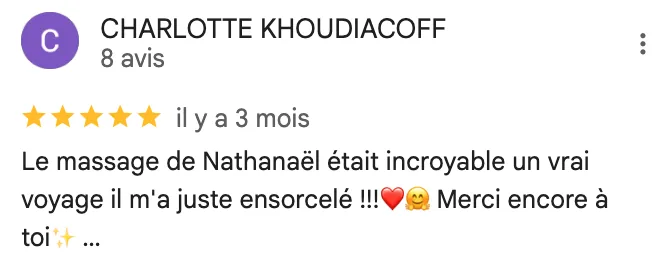 C
CHARLOTTE KHOUDIACOFF
8 avis
il y a 3 mois
Le massage de Nathanaël était incroyable un vrai
voyage il m'a juste ensorcelé !!!❤️🤗 Merci encore à
toi✨ ...